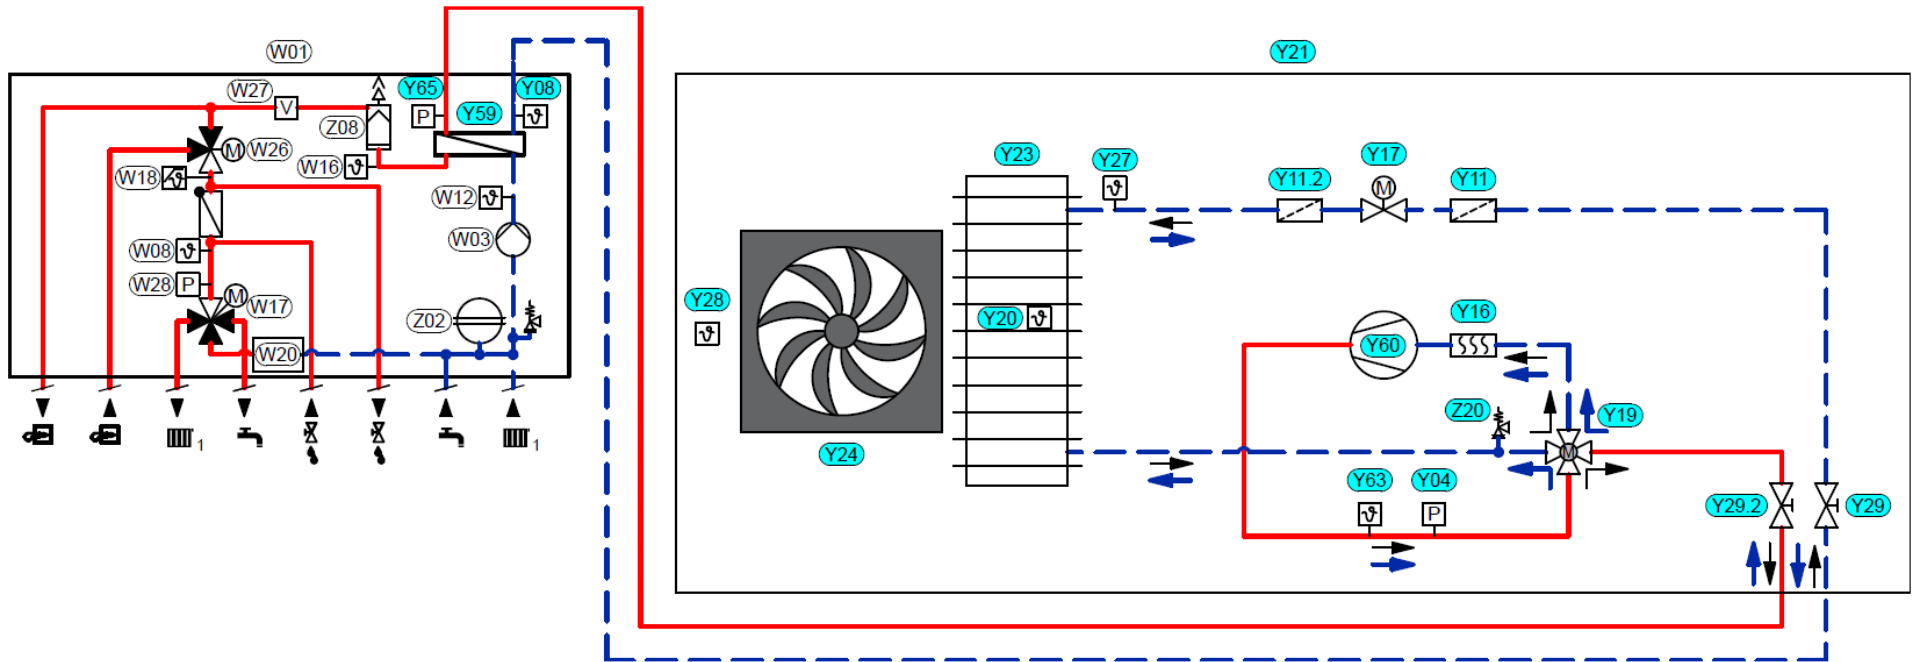 W01
Y21
W27
V
Y65
Y08
P
ϑ
Y59
Z08
M
W26
W16
ϑ
W18
ϑ
W12
ϑ
W03
W08
ϑ
W28
P
M
W17
Z02
W20
1
1
Y23
Y27
ϑ
Y17
M
Y11.2
Y11
Y28
ϑ
Y20
ϑ
Y24
Y16
Y60
Z20
Y19
M
Y63
ϑ
Y04
P
Y29.2
Y29